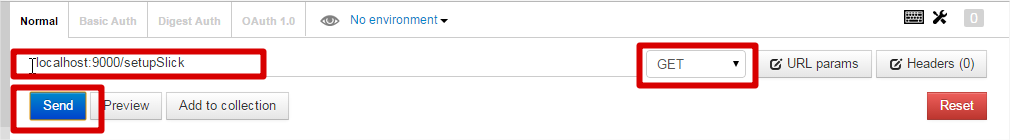 Normal Basic Auth Digest Auth OAuth 1.0 No environment 0
localhost:9000/setupSlick GET URL params Headers (0)
Send Preview Add to collection Reset